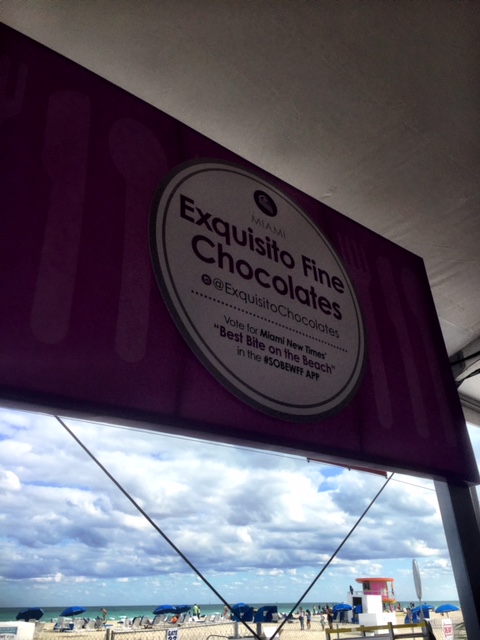 MIAMI
Exquisito Fine
Chocolates
@ExquisitoChocolates
Vote for Miami New Times'
"Best Bite on the Beach"
in the #SOBEWFF APP
GATE